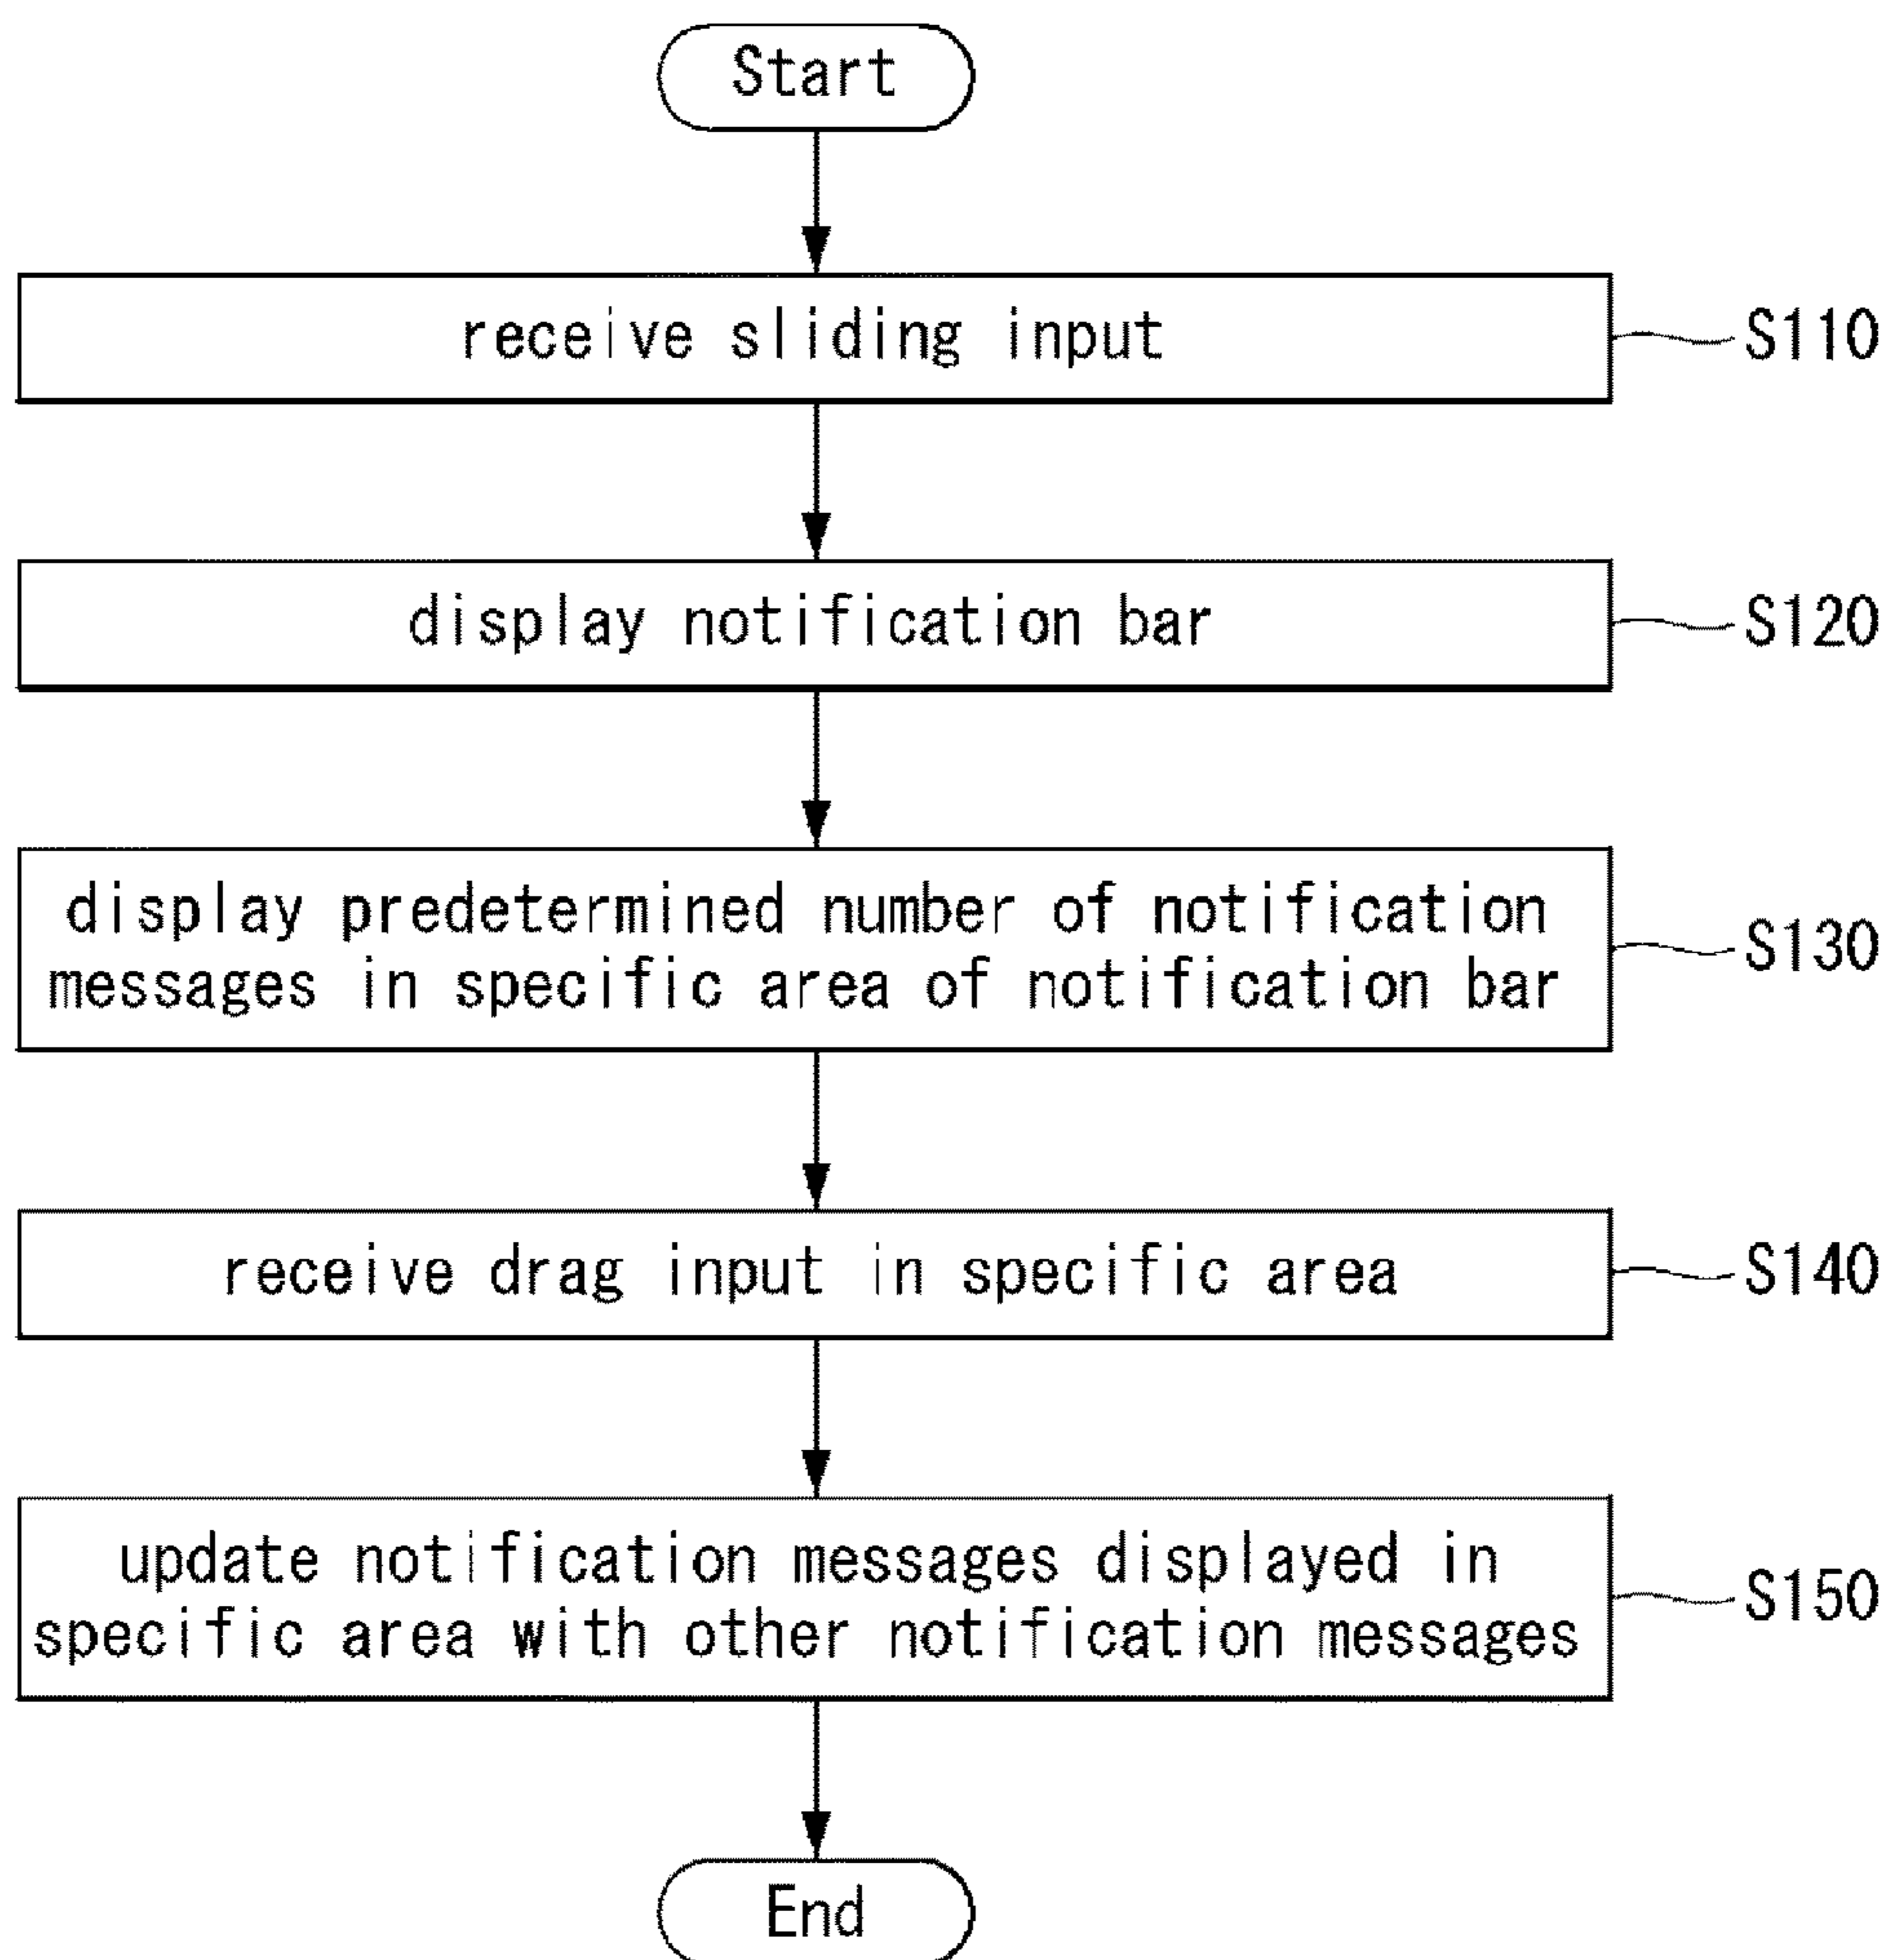 Start
receive sliding input
S110
display notification bar
S120
display predetermined number of notification
messages in specific area of notification bar
S130
receive drag input in specific area
S140
update notification messages displayed in
specific area with other notification messages
S150
End